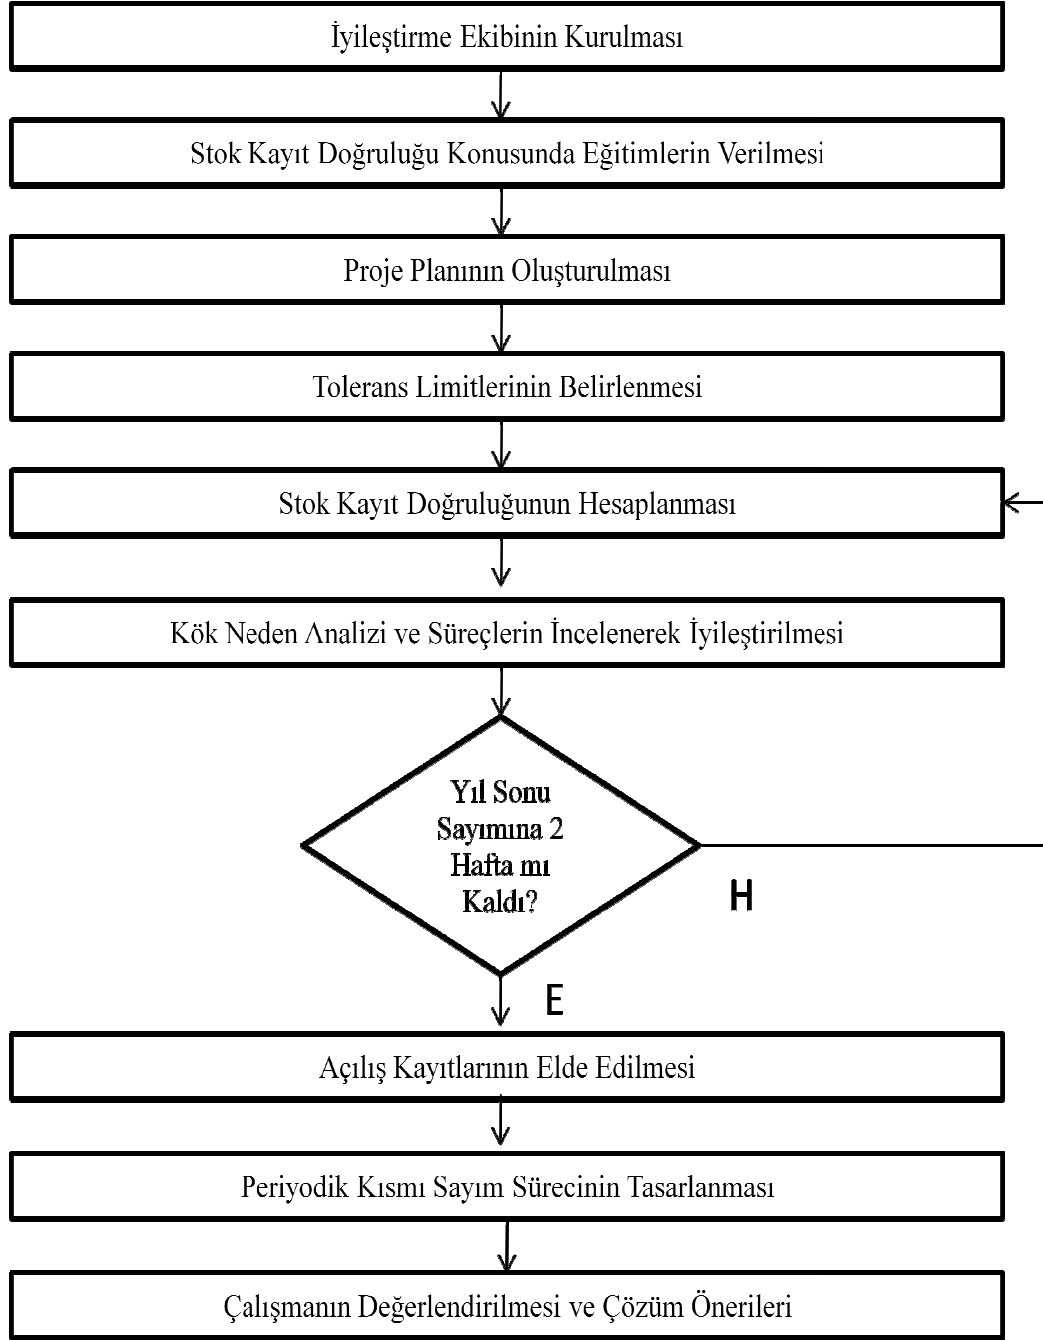 İyileştirme Ekibinin Kurulması
Stok Kayıt Doğruluğu Konusunda Eğitimlerin Verilmesi
Proje Planının Oluşturulması
Tolerans Limitlerinin Belirlenmesi
Stok Kayıt Doğruluğunun Hesaplanması
Kök Neden Analizi ve Süreçlerin İncelenerek İyileştirilmesi
Yıl Sonu
Sayımına 2
Hafta mı
Kaldı?
H
E
Açılış Kayıtlarının Elde Edilmesi
Periyodik Kısmı Sayım Sürecinin Tasarlanması
Çalışmanın Değerlendirilmesi ve Çözüm Önerileri